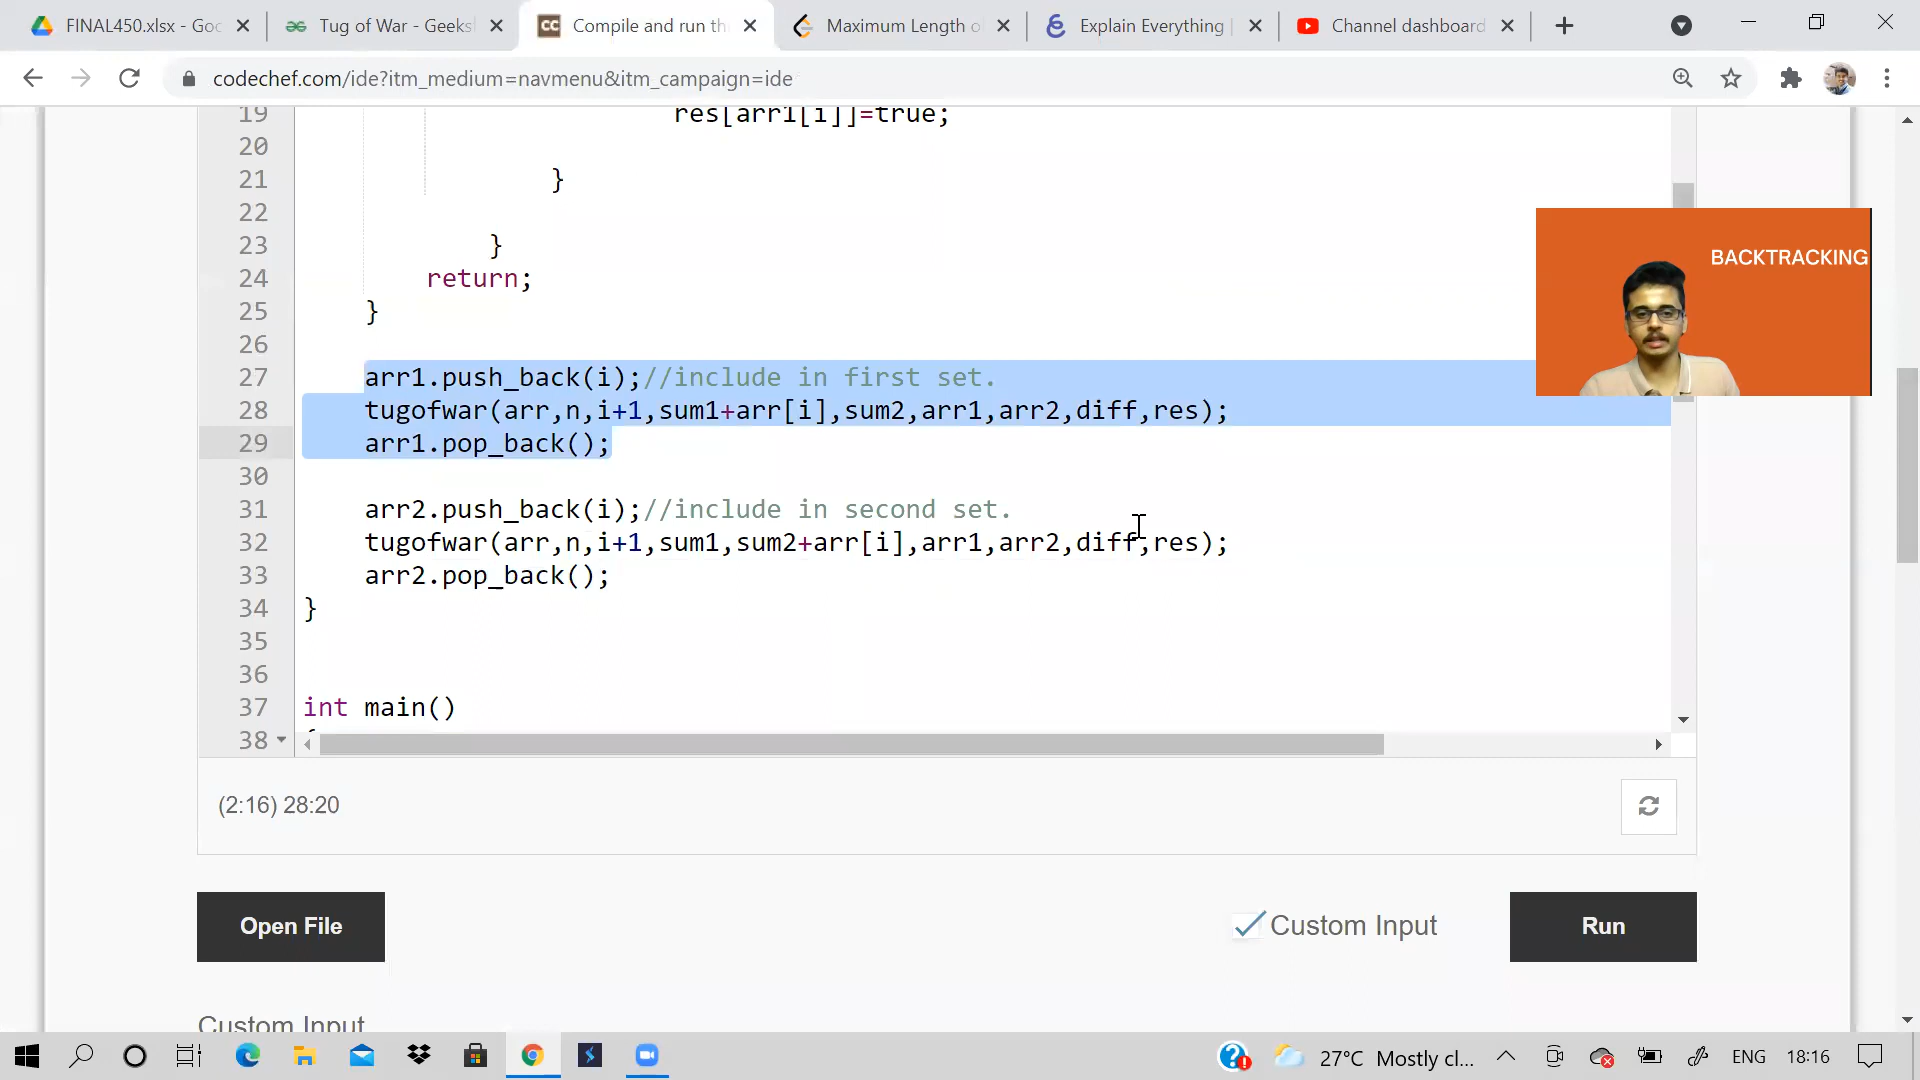 FINAL450.xlsx - Goo
Tug of War - Geeks
Compile and run th
Maximum Length o
Explain Everything |
Channel dashboard
codechef.com/ide?itm_medium=navmenu&itm_campaign=ide
19 res[arr1[i]]=true;
20
21 }
22
23 }
24 return;
25 }
26
27 arr1.push_back(i);//include in first set.
28 tugofwar(arr,n,i+1,sum1+arr[i],sum2,arr1,arr2,diff,res);
29 arr1.pop_back();
30
31 arr2.push_back(i);//include in second set.
32 tugofwar(arr,n,i+1,sum1,sum2+arr[i],arr1,arr2,diff,res);
33 arr2.pop_back();
34 }
35
36
37 int main()
38 {
BACKTRACKING
(2:16) 28:20
Open File
Custom Input
Run
Custom Input
27°C Mostly cl...
ENG
18:16